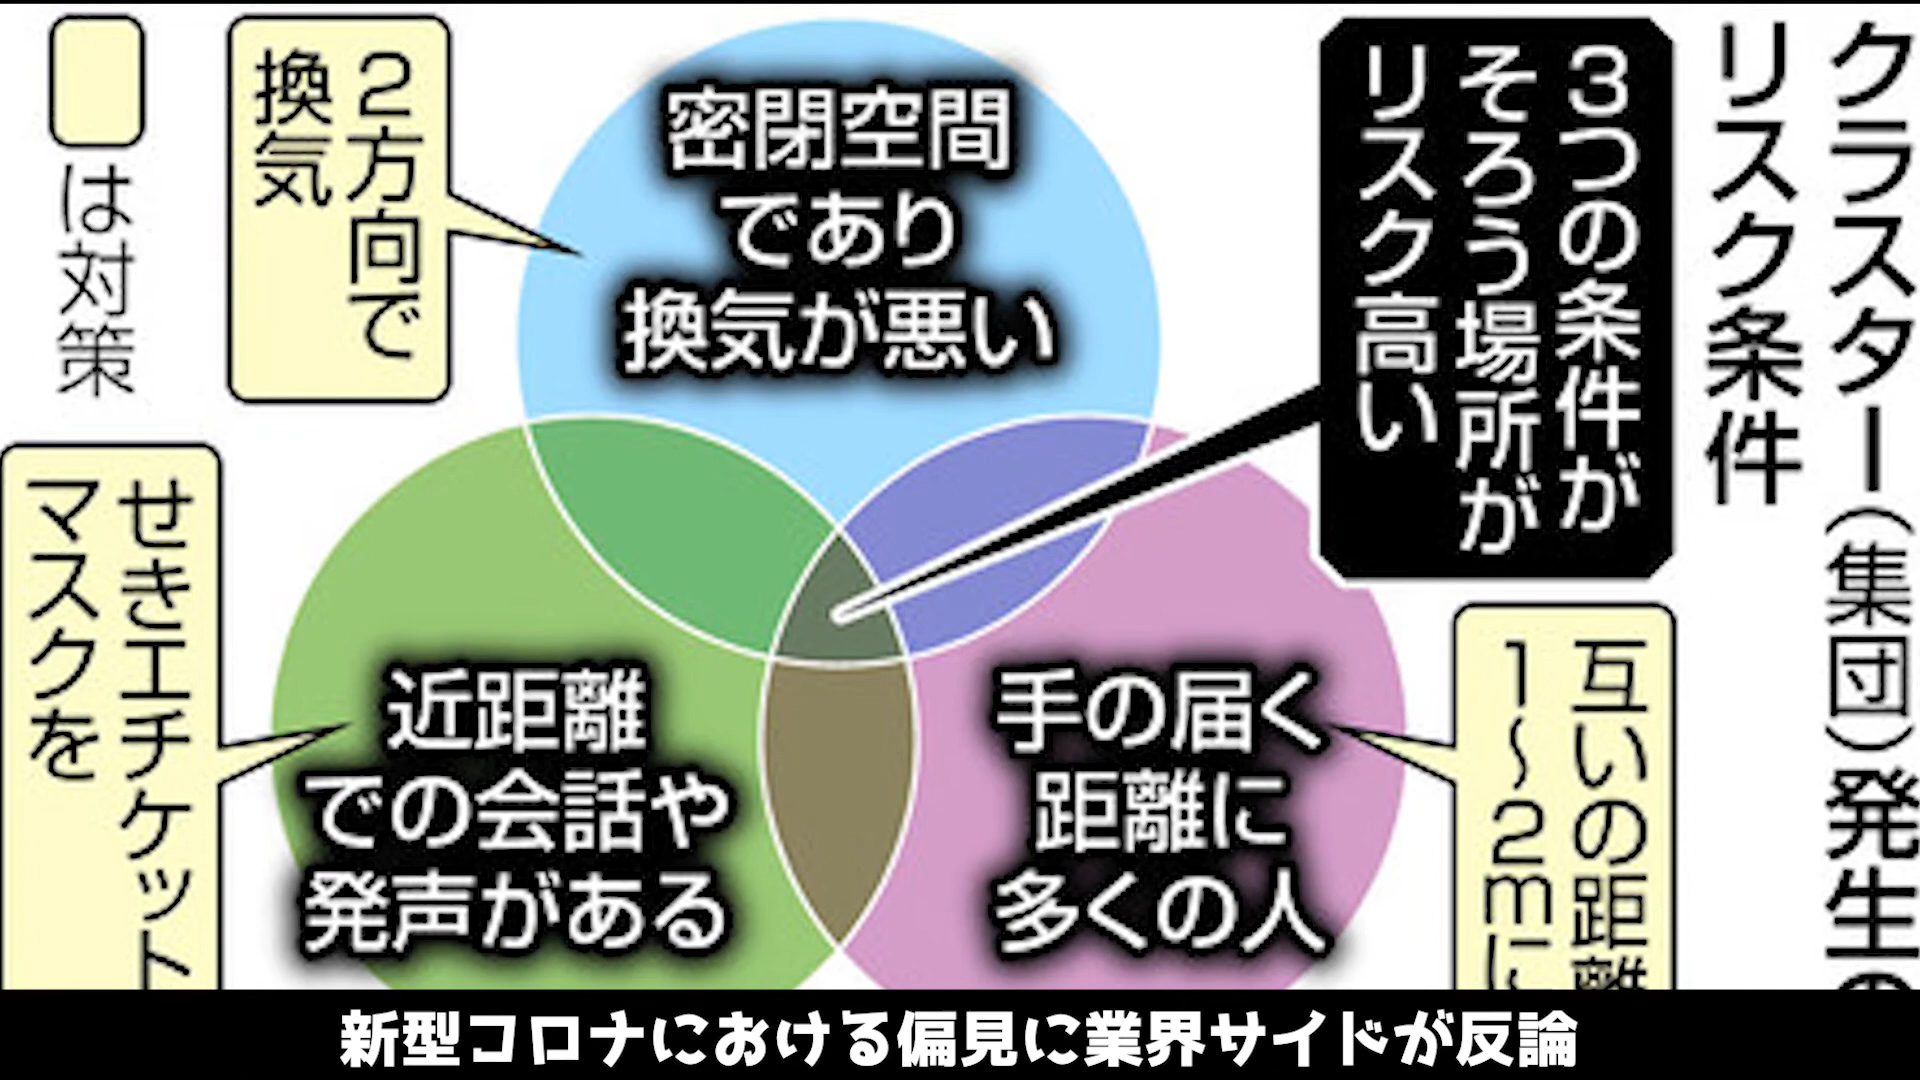 クラスター(集団)発生の
リスク条件
3つの条件が
そろう場所が
リスク高い
密閉空間
であり
換気が悪い
2方向で
換気
は対策
近距離
での会話や
発声がある
せきエチケット
マスクを
手の届く
距離に
多くの人
互いの距離
1〜2mに
新型コロナにおける偏見に業界サイドが反論